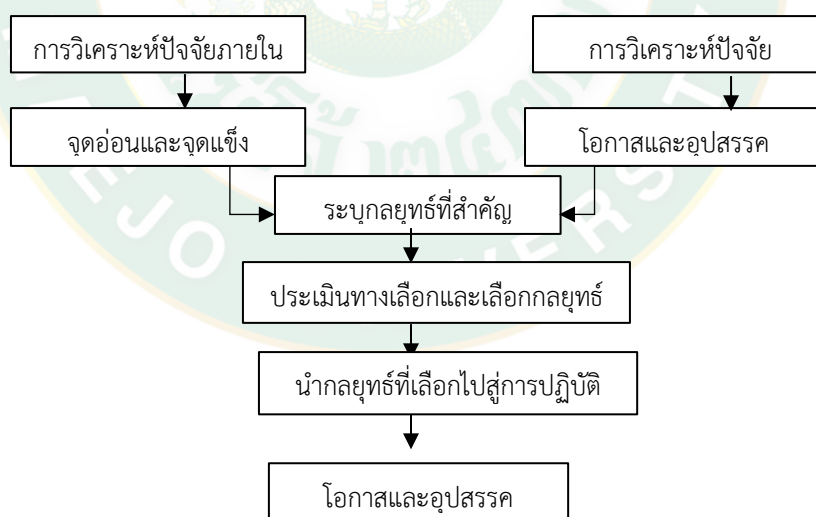 การวิเคราะห์ปัจจัยภายใน
การวิเคราะห์ปัจจัย
จุดอ่อนและจุดแข็ง
โอกาสและอุปสรรค
ระบุกลยุทธ์ที่สำคัญ
ประเมินทางเลือกและเลือกกลยุทธ์
นำกลยุทธ์ที่เลือกไปสู่การปฏิบัติ
โอกาสและอุปสรรค